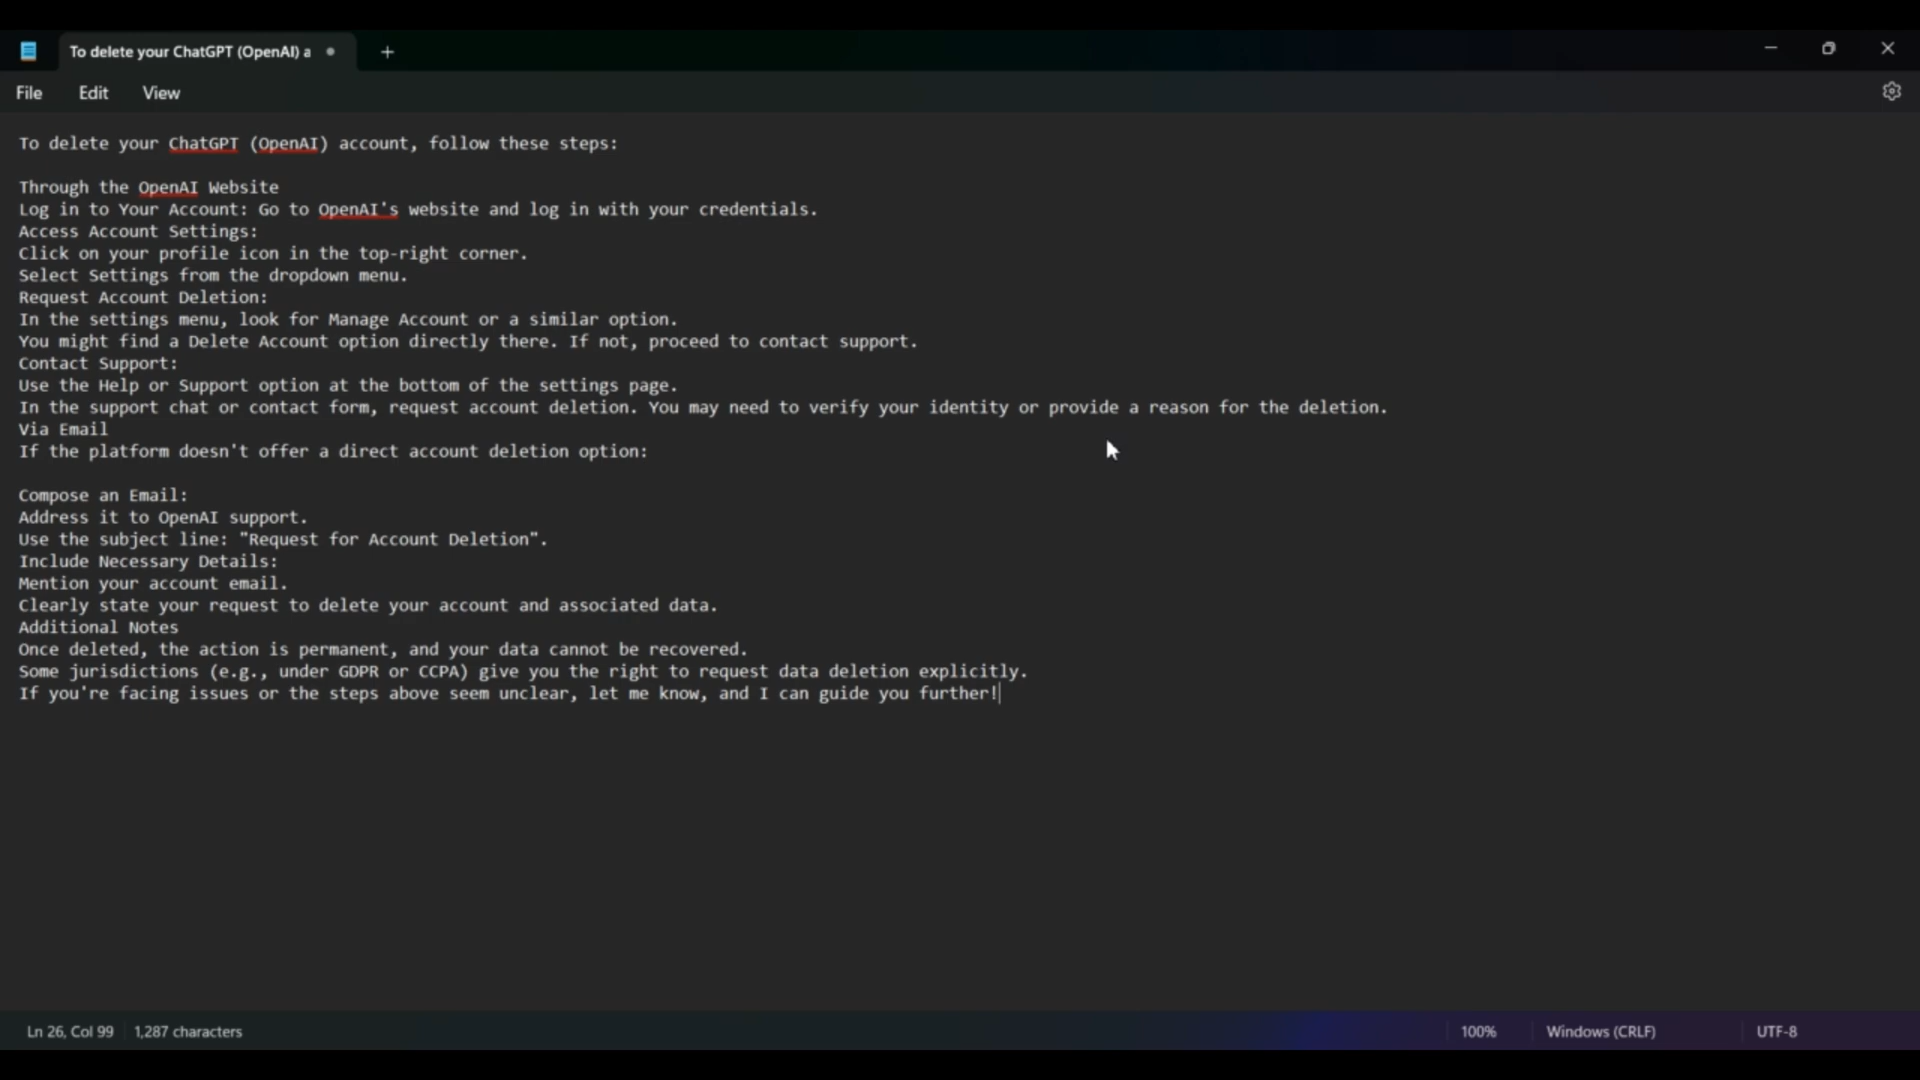 To delete your ChatGPT (OpenAI) a
File Edit View
To delete your ChatGPT (OpenAI) account, follow these steps:
Through the OpenAI Website
Log in to Your Account: Go to OpenAI's website and log in with your credentials.
Access Account Settings:
Click on your profile icon in the top-right corner.
Select Settings from the dropdown menu.
Request Account Deletion:
In the settings menu, look for Manage Account or a similar option.
You might find a Delete Account option directly there. If not, proceed to contact support.
Contact Support:
Use the Help or Support option at the bottom of the settings page.
In the support chat or contact form, request account deletion. You may need to verify your identity or provide a reason for the deletion.
Via Email
If the platform doesn't offer a direct account deletion option:
Compose an Email:
Address it to OpenAI support.
Use the subject line: "Request for Account Deletion".
Include Necessary Details:
Mention your account email.
Clearly state your request to delete your account and associated data.
Additional Notes
Once deleted, the action is permanent, and your data cannot be recovered.
Some jurisdictions (e.g., under GDPR or CCPA) give you the right to request data deletion explicitly.
If you're facing issues or the steps above seem unclear, let me know, and I can guide you further!
Ln 26, Col 99 1,287 characters 100% Windows (CRLF) UTF-8